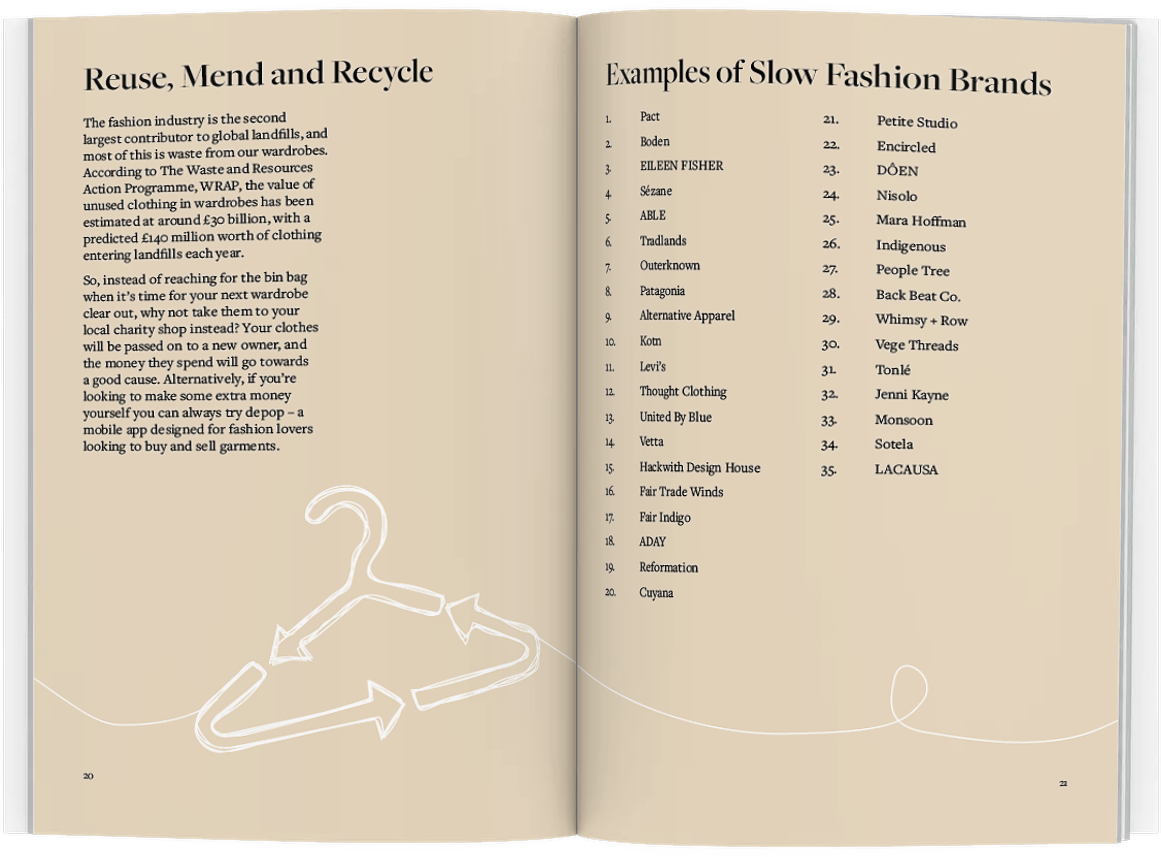 Reuse, Mend and Recycle
The fashion industry is the second
largest contributor to global landfills, and
most of this is waste from our wardrobes.
According to The Waste and Resources
Action Programme, WRAP, the value of
unused clothing in wardrobes has been
estimated at around £30 billion, with a
predicted £140 million worth of clothing
entering landfills each year.
So, instead of reaching for the bin bag
when it's time for your next wardrobe
clear out, why not take them to your
local charity shop instead? Your clothes
will be passed on to a new owner, and
the money they spend will go towards
a good cause. Alternatively, if you're
looking to make some extra money
yourself you can always try depop – a
mobile app designed for fashion lovers
looking to buy and sell garments.
20
Examples of Slow Fashion Brands
1. Pact
2. Boden
3. EILEEN FISHER
4. Sézane
5. ABLE
6. Tradlands
7. Outerknown
8. Patagonia
9. Alternative Apparel
10. Kotn
11. Levi's
12. Thought Clothing
13. United By Blue
14. Vetta
15. Hackwith Design House
16. Fair Trade Winds
17. Fair Indigo
18. ADAY
19. Reformation
20. Cuyana
21. Petite Studio
22. Encircled
23. DÔEN
24. Nisolo
25. Mara Hoffman
26. Indigenous
27. People Tree
28. Back Beat Co.
29. Whimsy + Row
30. Vege Threads
31. Tonlé
32. Jenni Kayne
33. Monsoon
34. Sotela
35. LACAUSA
21